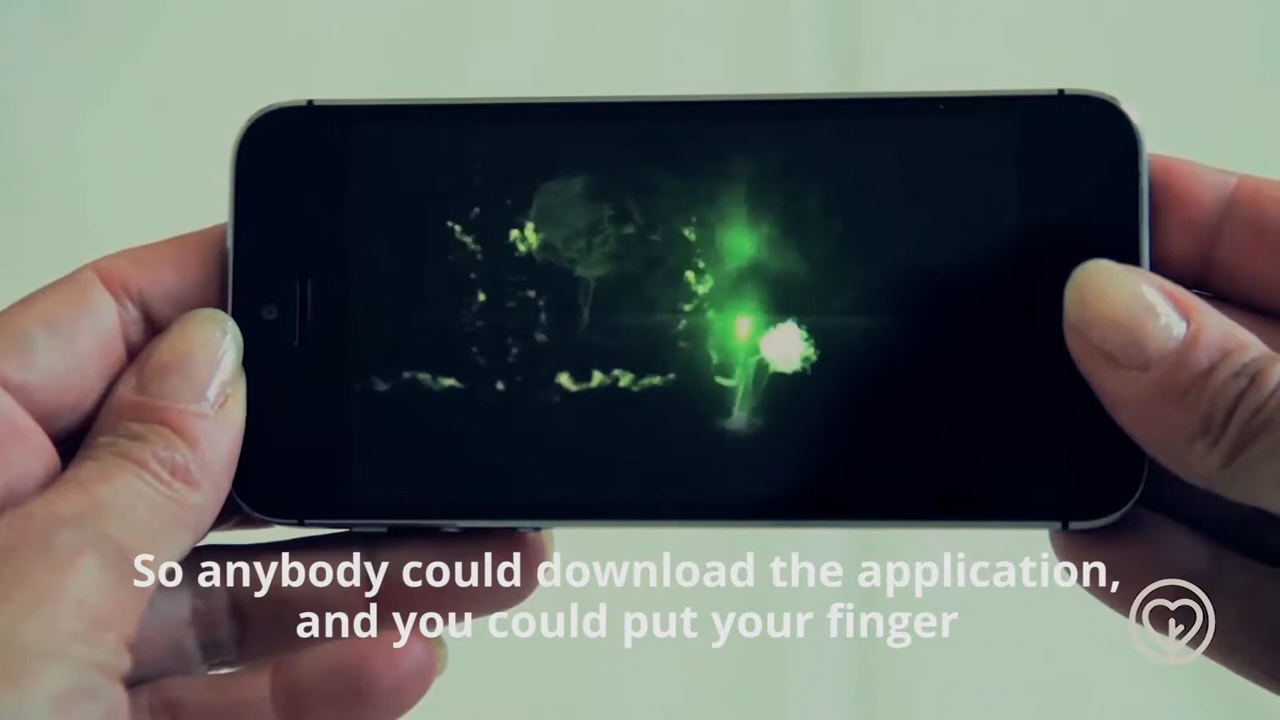 So anybody could download the application,
and you could put your finger